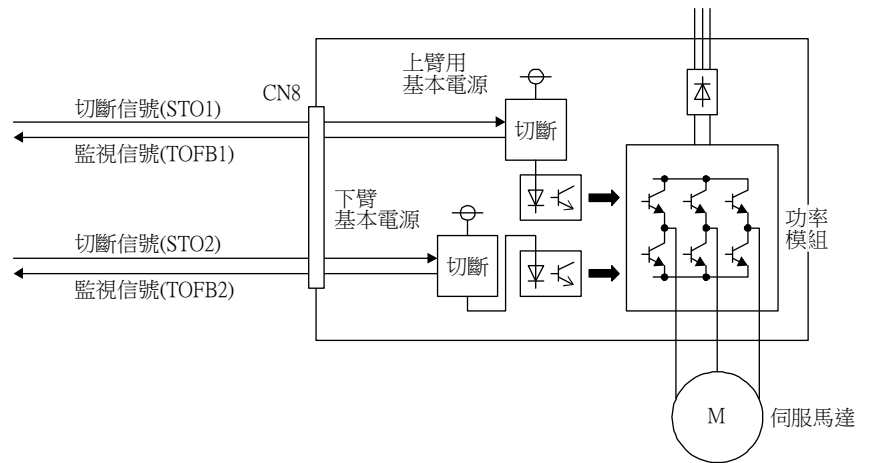 上臂用
基本電源
CN8
切斷信號(STO1)
切斷
監視信號(TOFB1)
下臂
基本電源
功率
模組
切斷信號(STO2)
切斷
監視信號(TOFB2)
M
伺服馬達